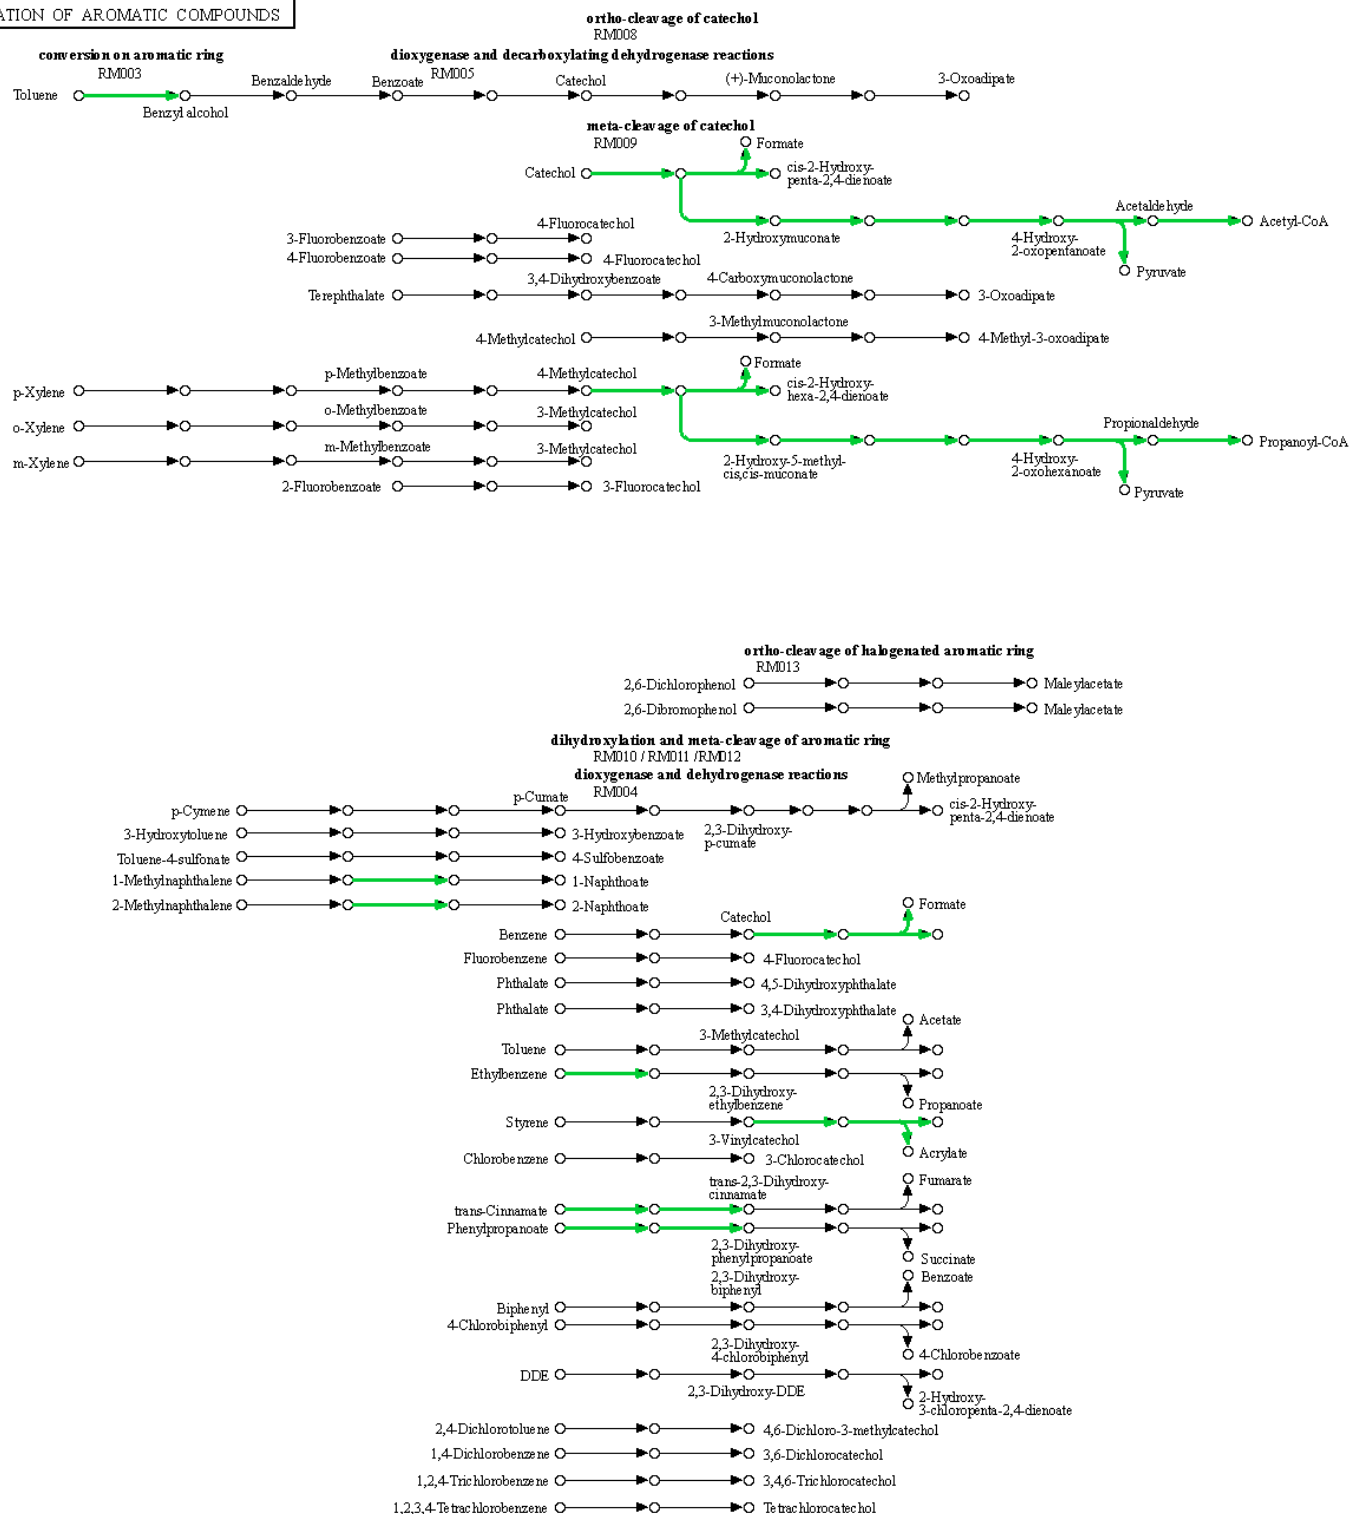 ATION OF AROMATIC COMPOUNDS
ortho-cleavage of catechol
RM008
conversion on aromatic ring
dioxygenase and decarboxylating dehydrogenase reactions
RM003
RM005
Toluene
Benzyl alcohol
Benzaldehyde
Benzoate
Catechol
(+)-Muconolactone
3-Oxoadipate
meta-cleavage of catechol
RM009
Formate
Catechol
cis-2-Hydroxy-
penta-2,4-dienoate
Acetaldehyde
2-Hydroxymuconate
4-Hydroxy-
2-oxopentanoate
Acetyl-CoA
Pyruvate
4-Fluorocatechol
3-Fluorobenzoate
4-Fluorobenzoate
4-Fluorocatechol
Terephthalate
3,4-Dihydroxybenzoate
4-Carboxymuconolactone
3-Oxoadipate
4-Methylcatechol
3-Methylmuconolactone
4-Methyl-3-oxoadipate
Formate
p-Xylene
p-Methylbenzoate
4-Methylcatechol
cis-2-Hydroxy-
hexa-2,4-dienoate
o-Xylene
o-Methylbenzoate
3-Methylcatechol
Propionaldehyde
Propanoyl-CoA
m-Xylene
m-Methylbenzoate
3-Methylcatechol
2-Hydroxy-5-methyl-
cis,cis-muconate
4-Hydroxy-
2-oxohexanoate
2-Fluorobenzoate
3-Fluorocatechol
Pyruvate
ortho-cleavage of halogenated aromatic ring
RM013
2,6-Dichlorophenol
Maleylacetate
2,6-Dibromophenol
Maleylacetate
dihydroxylation and meta-cleavage of aromatic ring
RM010 / RM011 /RM012
dioxygenase and dehydrogenase reactions
RM004
Methylpropanoate
p-Cymene
p-Cumate
2,3-Dihydroxy-
p-cumate
cis-2-Hydroxy-
penta-2,4-dienoate
3-Hydroxytoluene
3-Hydroxybenzoate
Toluene-4-sulfonate
4-Sulfobenzoate
1-Methylnaphthalene
1-Naphthoate
2-Methylnaphthalene
2-Naphthoate
Formate
Benzene
Catechol
Fluorobenzene
4-Fluorocatechol
Phthalate
4,5-Dihydroxyphthalate
Phthalate
3,4-Dihydroxyphthalate
Acetate
Toluene
3-Methylcatechol
Ethylbenzene
2,3-Dihydroxy-
ethylbenzene
Propanoate
Styrene
3-Vinylcatechol
Acrylate
Chlorobenzene
3-Chlorocatechol
Fumarate
trans-2,3-Dihydroxy-
cinnamate
trans-Cinnamate
Phenylpropanoate
2,3-Dihydroxy-
phenylpropanoate
Succinate
2,3-Dihydroxy-
biphenyl
Benzoate
Biphenyl
4-Chlorobiphenyl
2,3-Dihydroxy-
4-chlorobiphenyl
4-Chlorobenzoate
DDE
2,3-Dihydroxy-DDE
2-Hydroxy-
3-chloropenta-2,4-dienoate
2,4-Dichlorotoluene
4,6-Dichloro-3-methylcatechol
1,4-Dichlorobenzene
3,6-Dichlorocatechol
1,2,4-Trichlorobenzene
3,4,6-Trichlorocatechol
1,2,3,4-Tetrachlorobenzene
Tetrachlorocatechol